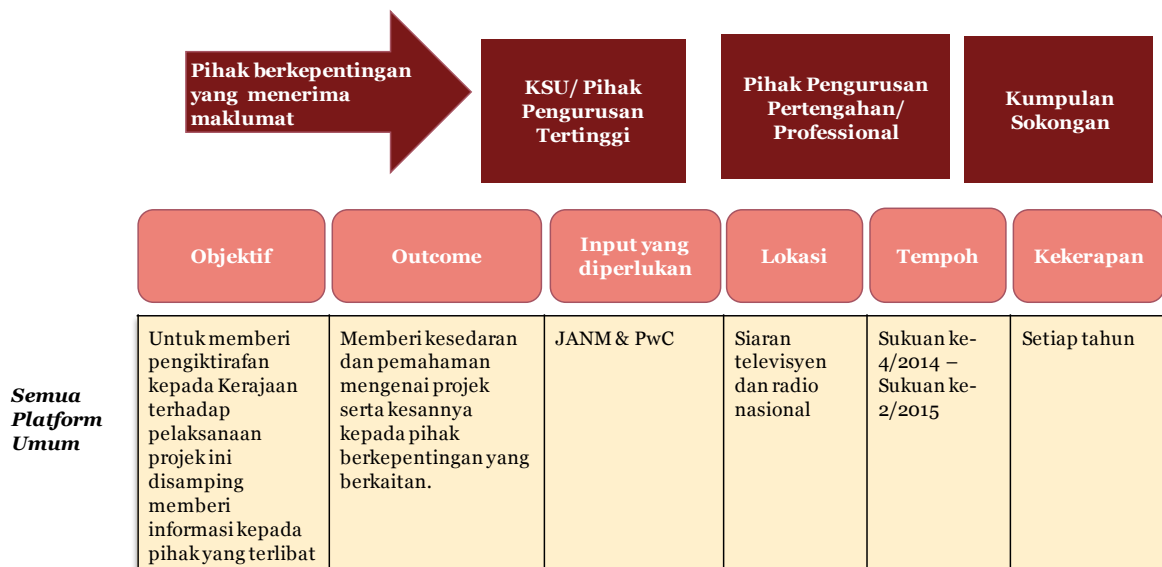 Pihak berkepentingan
yang menerima
maklumat
KSU/ Pihak
Pengurusan
Tertinggi
Pihak Pengurusan
Pertengahan/
Professional
Kumpulan
Sokongan
Objektif
Outcome
Input yang
diperlukan
Lokasi
Tempoh
Kekerapan
Semua
Platform
Umum
Untuk memberi
pengiktirafan
kepada Kerajaan
terhadap
pelaksanaan
projek ini
disamping
memberi
informasi kepada
pihak yang terlibat
Memberi kesedaran
dan pemahaman
mengenai projek
serta kesannya
kepada pihak
berkepentingan yang
berkaitan.
JANM & PwC
Siaran
televisyen
dan radio
nasional
Sukuan ke-
4/2014 –
Sukuan ke-
2/2015
Setiap tahun